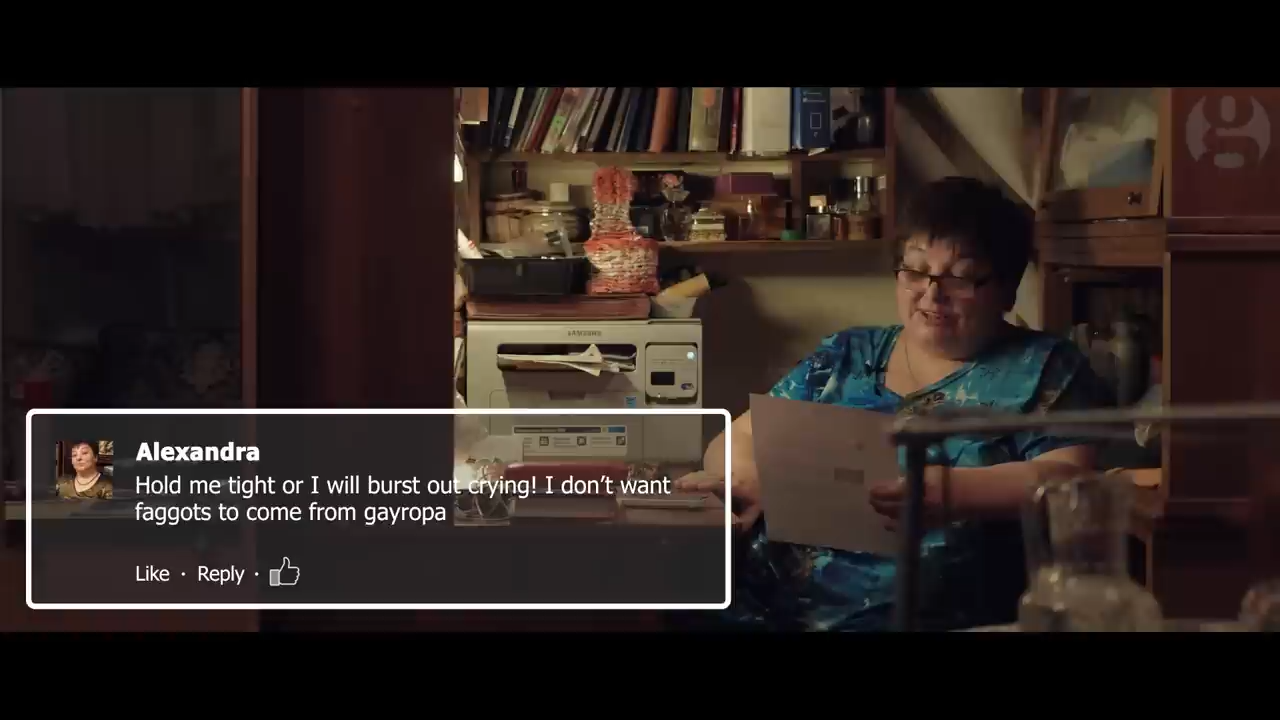 SAMSUNG
Alexandra
Hold me tight or I will burst out crying! I don’t want
faggots to come from gayropa
Like · Reply ·